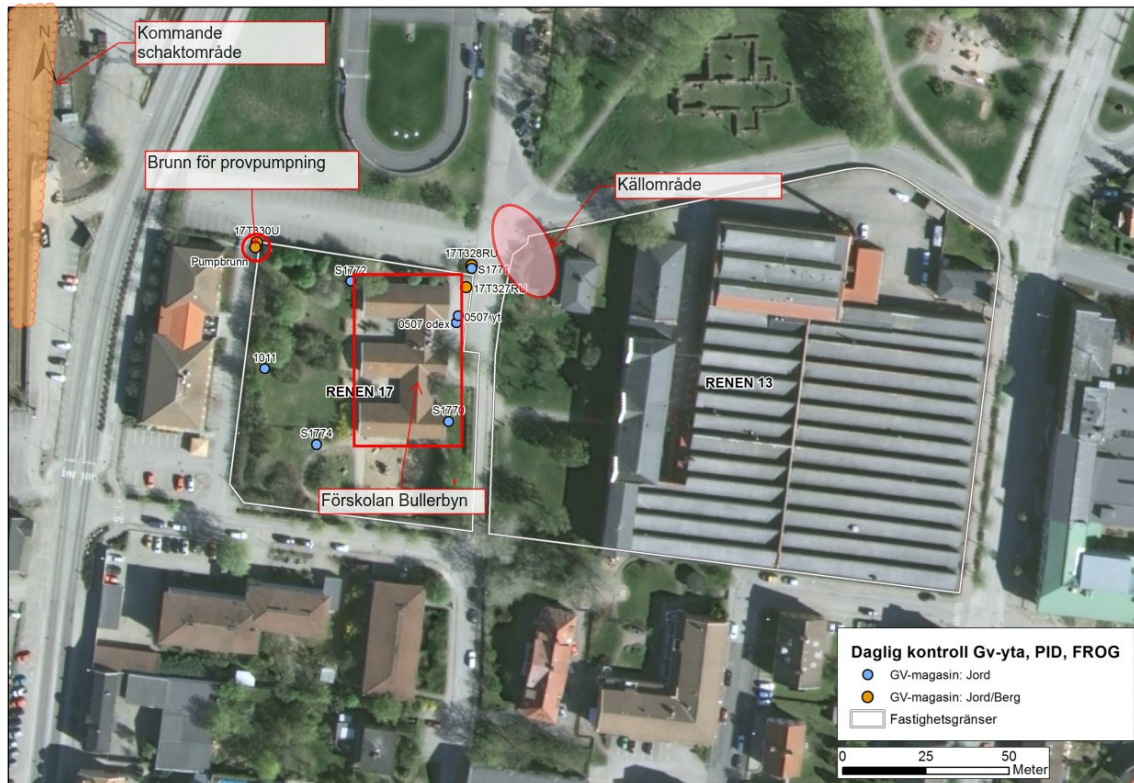 Kommande
schaktområde
N
Brunn för provpumpning
Källområde
17T330U
Pumpbrunn
17T328RU
S1772
17T327RU
0507 yt
0507 odex
1011
RENEN 17
RENEN 13
S1774
Förskolan Bullerbyn
Daglig kontroll Gv-yta, PID, FROG
GV-magasin: Jord
GV-magasin: Jord/Berg
Fastighetsgränser
0 25 50
Meter